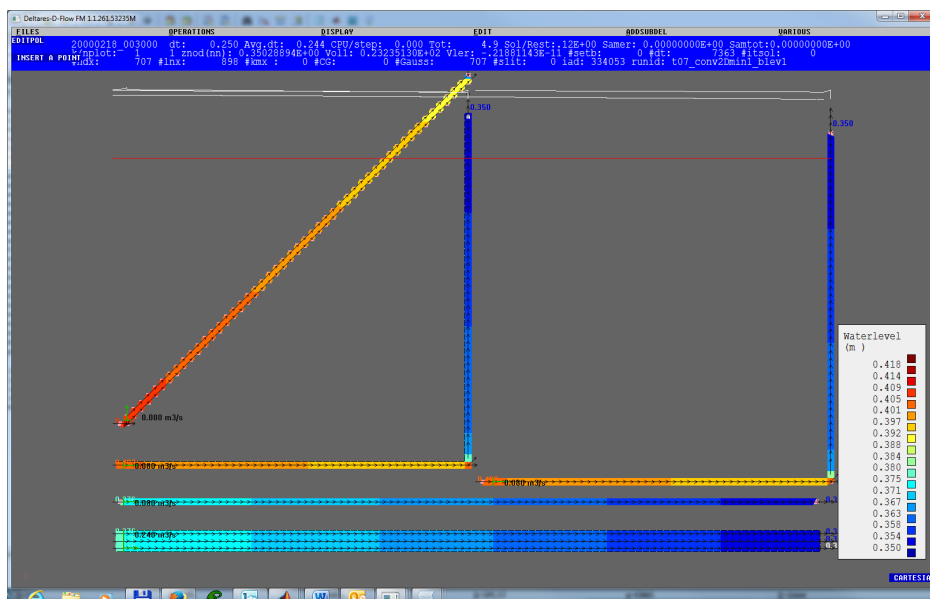 Deltares-D-Flow FM 1.1.261.53235M
FILES OPERATIONS DISPLAY EDIT ADDSUBDEL VARIOUS
EDITPOL
20000218_003000 dt: 0.250 Avg.dt: 0.244 CPU/step: 0.000 Tot: 4.9 Sol/Rest:.12E+00 Samer: 0.00000000E+00 Samtot:0.00000000E+00
k/nplot: 1 1 znod(nn): 0.35028894E+00 Vol1: 0.23235130E+02 Vler: -.21881143E-11 #setb: 0 #dt: 7363 #itsol: 0
INSERT A POINT
#ndx: 707 #lnx: 898 #kmx : 0 #CG: 0 #Gauss: 707 #slit: 0 iad: 334053 runid: t07_conv2Dmin1_blev1
0.350
0.350
Waterlevel
(m )
0.418
0.414
0.409
0.405
0.401
0.397
0.392
0.388
0.384
0.380
0.375
0.371
0.367
0.363
0.358
0.354
0.350
0.080 m3/s
0.080 m3/s
0.080 m3/s
0.080 m3/s
0.240 m3/s
CARTESIA